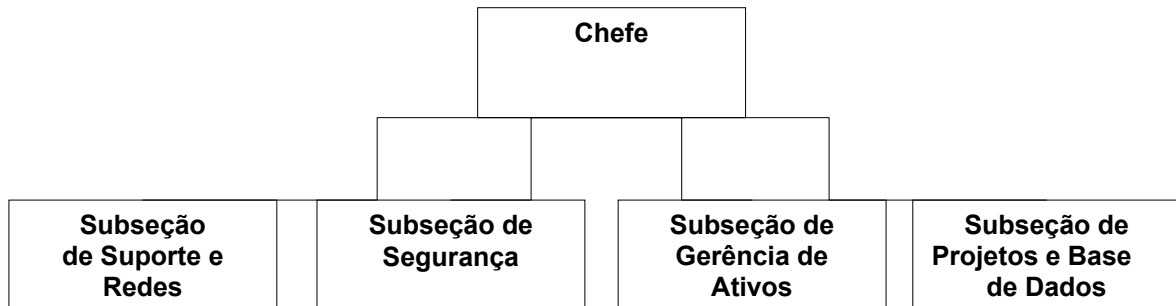 Chefe
Subseção
de Suporte e
Redes
Subseção de
Segurança
Subseção de
Gerência de
Ativos
Subseção de
Projetos e Base
de Dados